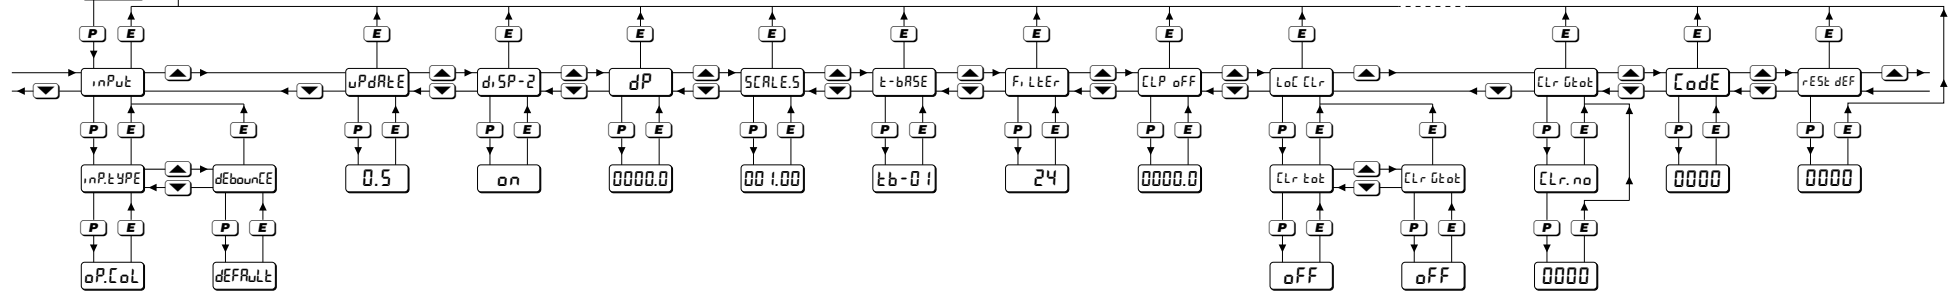 P E E E E E E E E E E E E
inPut uPdAtE diSP-2 dP SCALE.S t-bASE FiLtEr CLP oFF LoC CLr CLr Gtot CodE rESt dEF
P E E P E P E P E P E P E P E P E P E E P E P E P E
inP.tYPE dEbounCE 0.5 on 0000.0 001.00 tb-01 24 0000.0 CLr tot CLr Gtot CLr.no 0000 0000
P E P E P E P E P E
oP.CoL dEFAuLt oFF oFF 0000